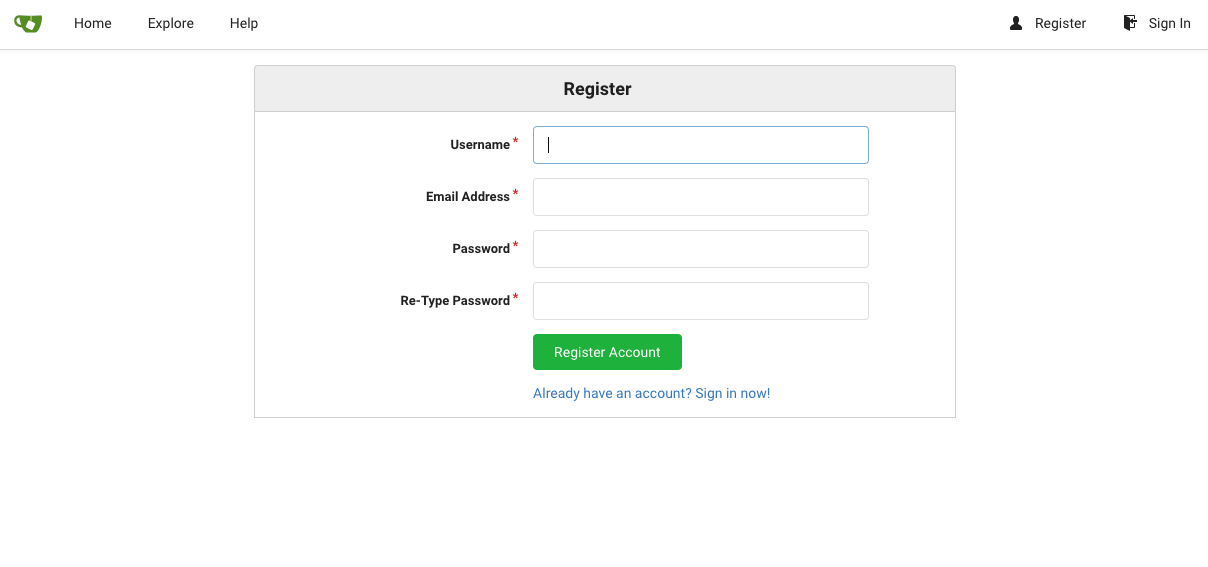 Home Explore Help Register Sign In
Register
Username *
Email Address *
Password *
Re-Type Password *
Register Account
Already have an account? Sign in now!